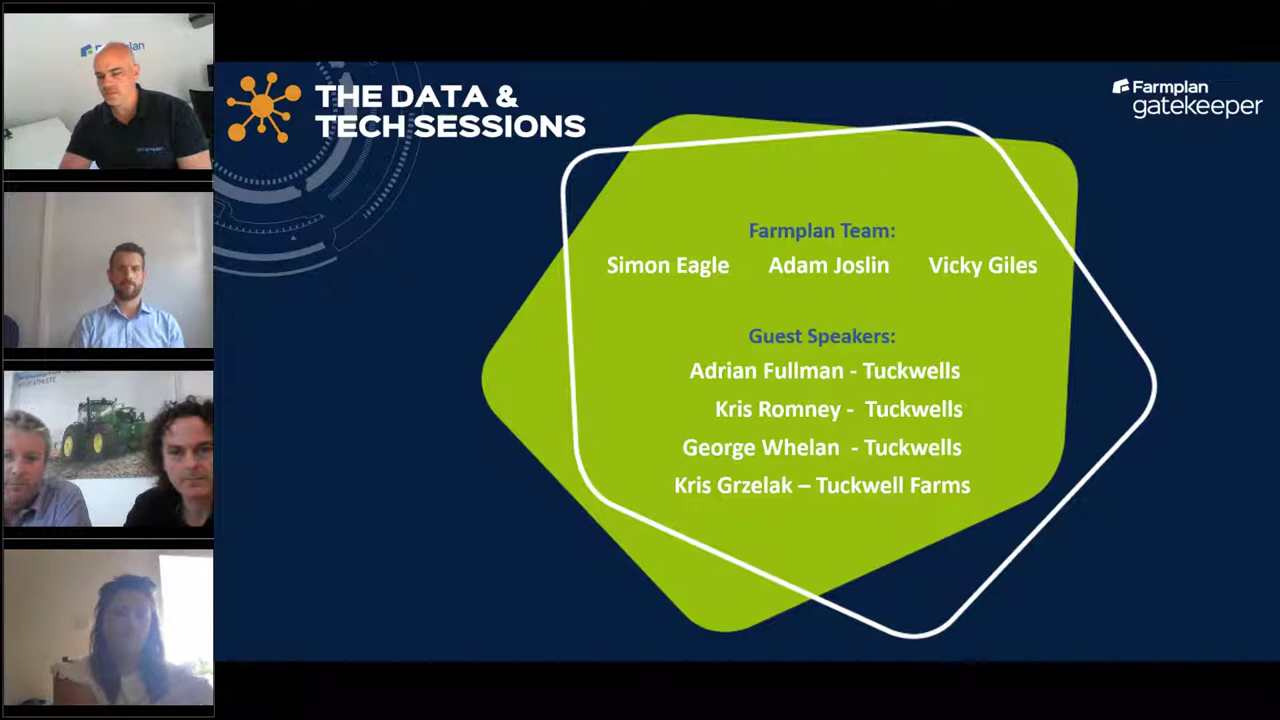 Farmplan
THE DATA &
TECH SESSIONS
Farmplan
gatekeeper
Farmplan Team:
Simon Eagle Adam Joslin Vicky Giles
Guest Speakers:
Adrian Fullman - Tuckwells
Kris Romney - Tuckwells
George Whelan - Tuckwells
Kris Grzelak – Tuckwell Farms